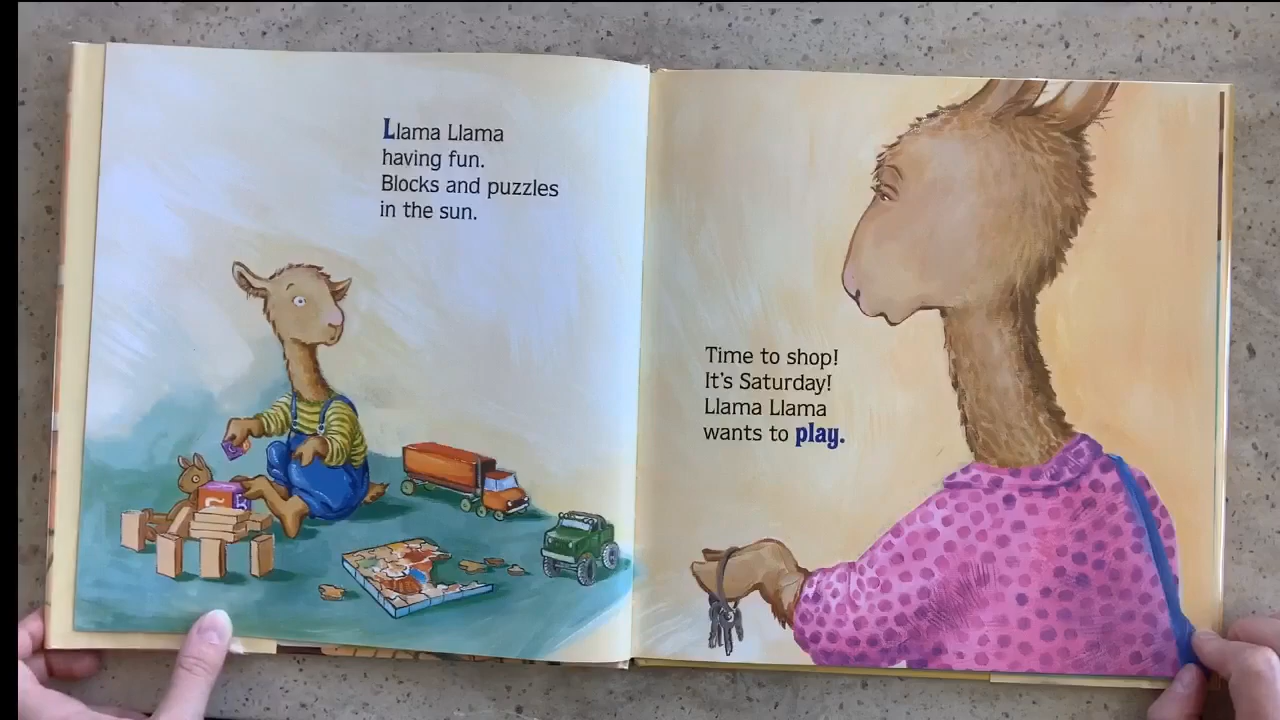 Llama Llama
having fun.
Blocks and puzzles
in the sun.
Time to shop!
It's Saturday!
Llama Llama
wants to play.